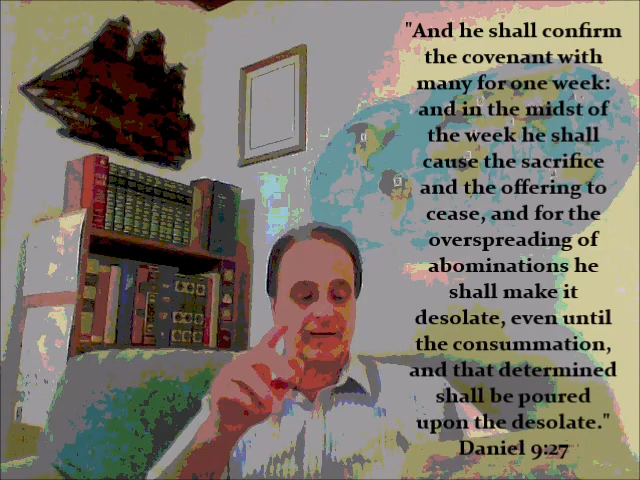 "And he shall confirm
the covenant with
many for one week:
and in the midst of
the week he shall
cause the sacrifice
and the offering to
cease, and for the
overspreading of
abominations he
shall make it
desolate, even until
the consummation,
and that determined
shall be poured
upon the desolate."
Daniel 9:27